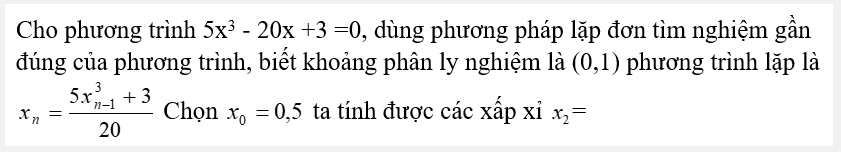 Cho phương trình 5x³ - 20x +3 =0, dùng phương pháp lặp đơn tìm nghiệm gần
đúng của phương trình, biết khoảng phân ly nghiệm là (0,1) phương trình lặp là
x_n = \frac{5x_{n-1}^3 + 3}{20} Chọn x_0 = 0,5 ta tính được các xấp xỉ x_2=